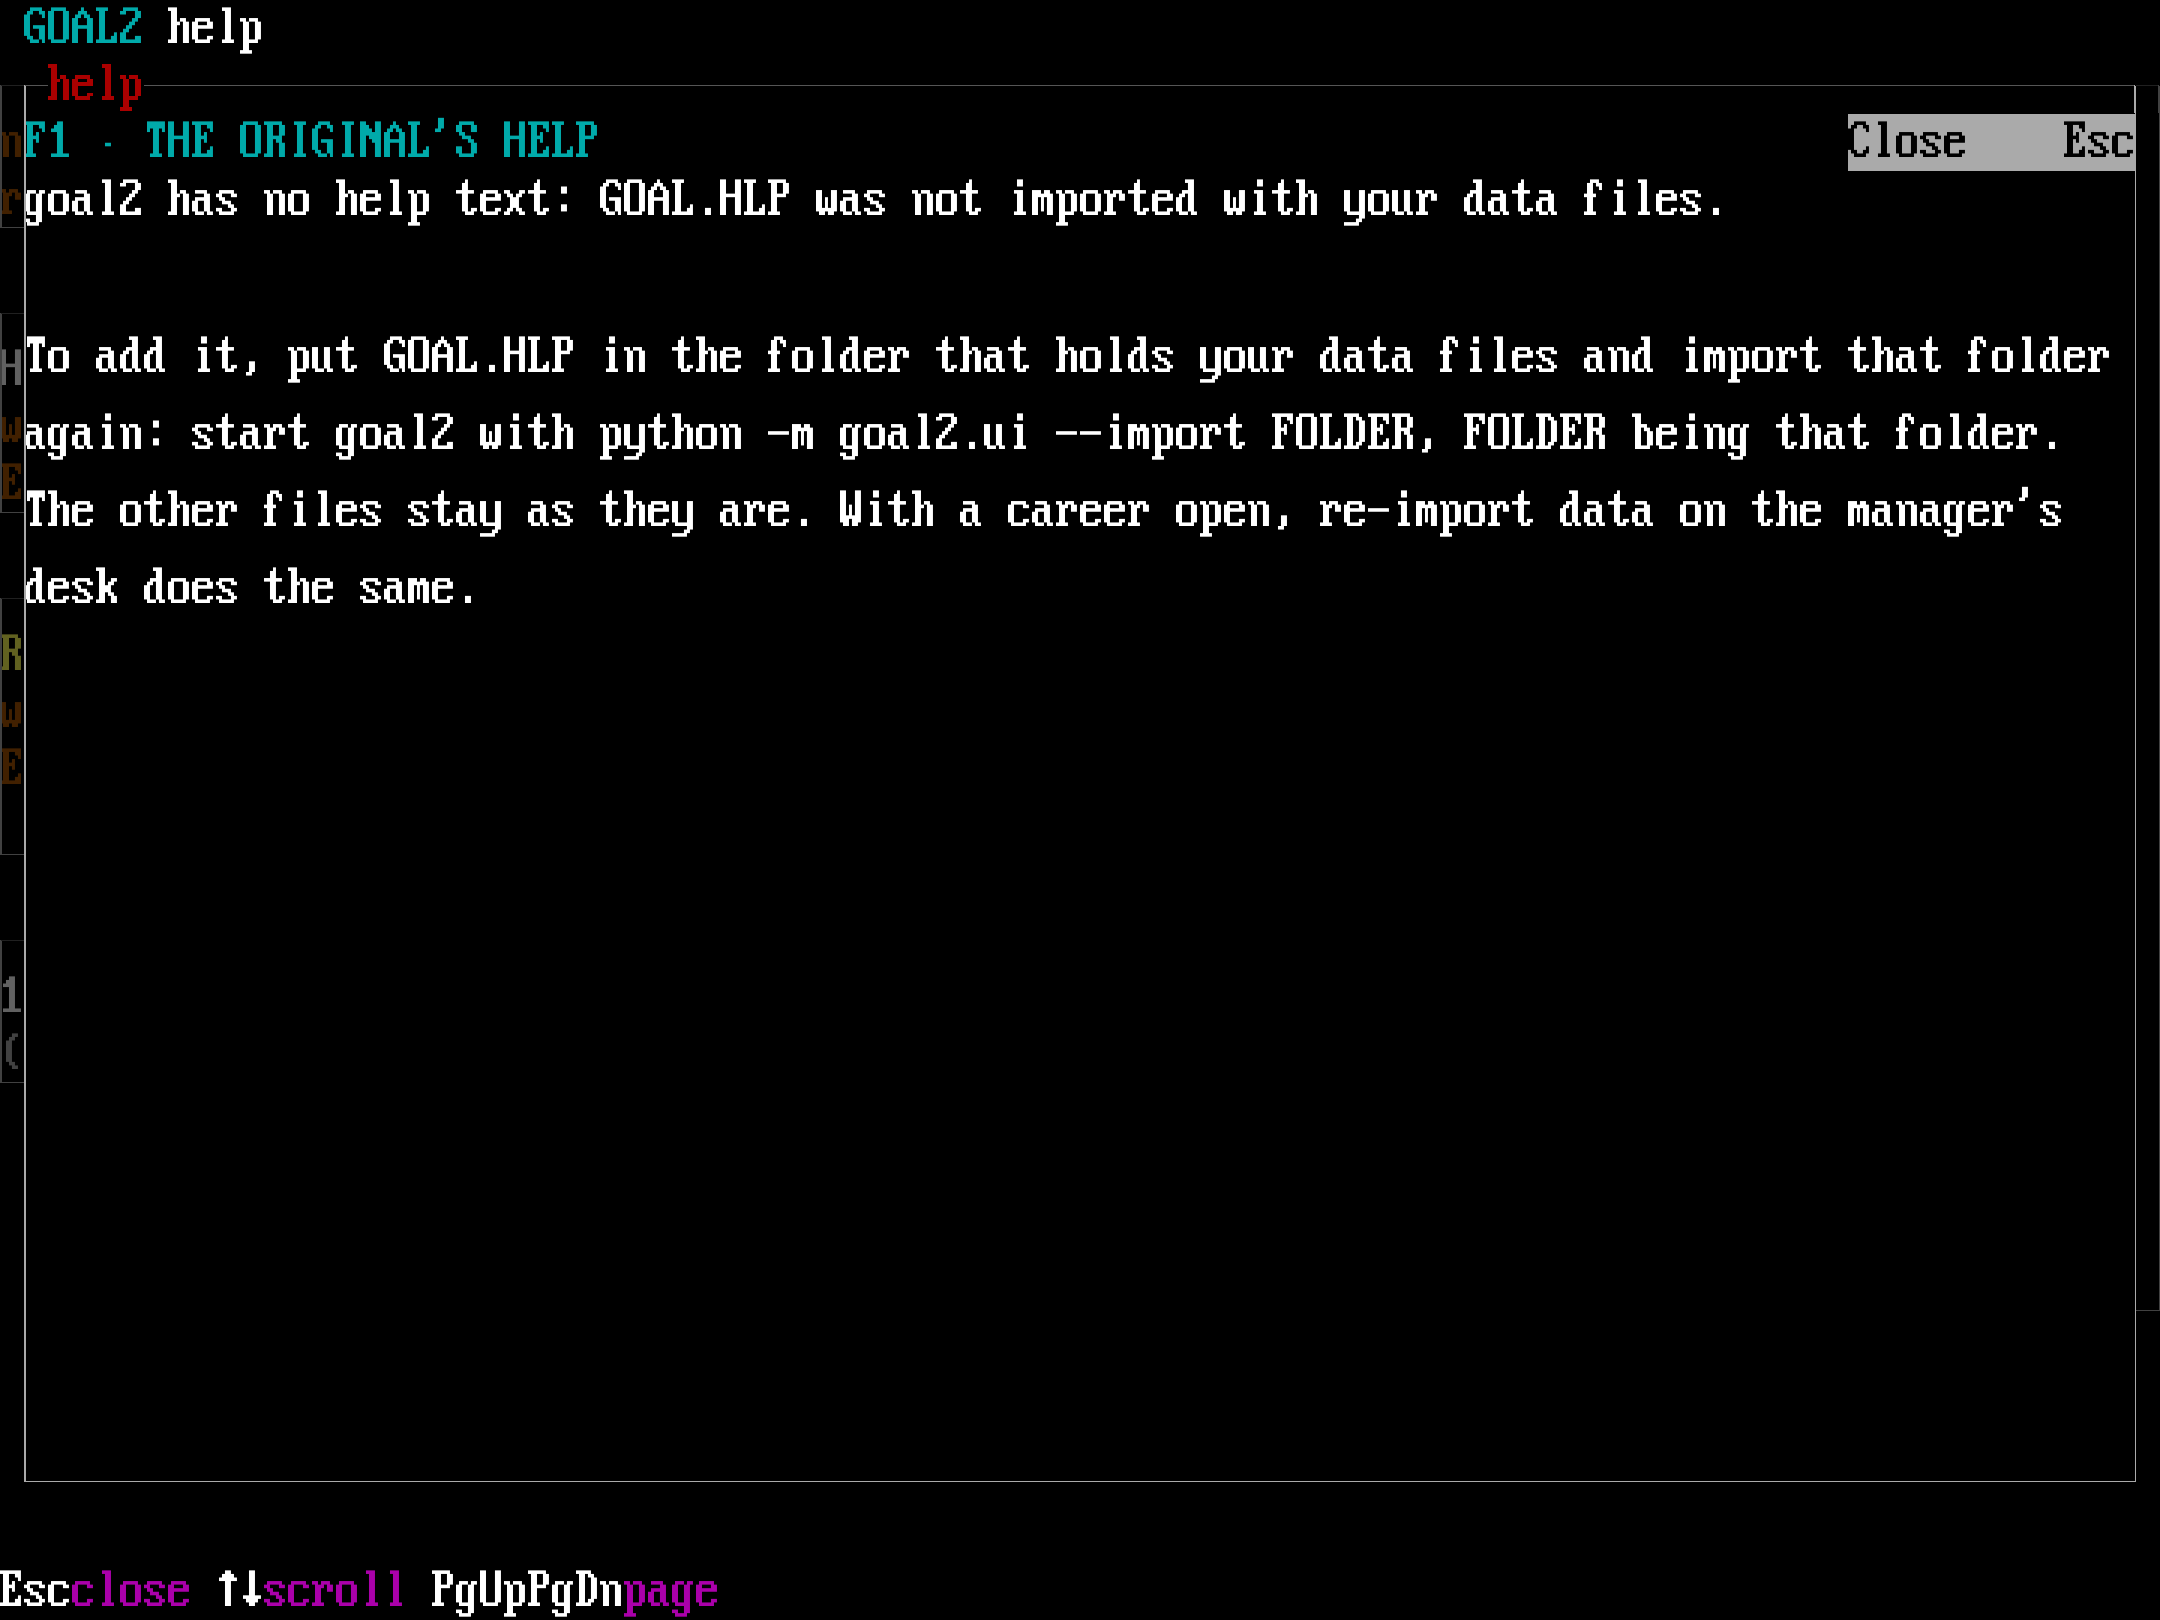 GOAL2 help
help
F1 · THE ORIGINAL'S HELP
Close Esc
goal2 has no help text: GOAL.HLP was not imported with your data files.
To add it, put GOAL.HLP in the folder that holds your data files and import that folder
again: start goal2 with python -m goal2.ui --import FOLDER, FOLDER being that folder.
The other files stay as they are. With a career open, re-import data on the manager's
desk does the same.
n
r
H
w
E
R
w
E
1
(
Escclose ↑↓scroll PgUpPgDnpage